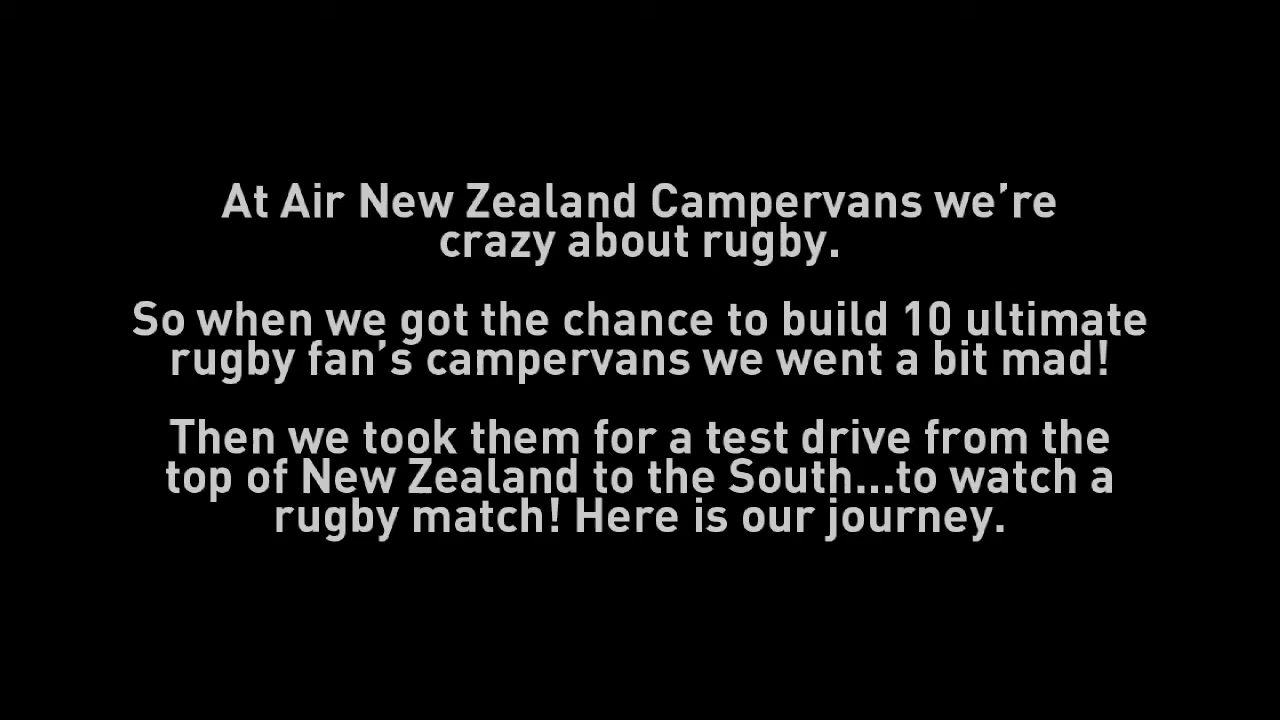 At Air New Zealand Campervans we’re
crazy about rugby.
So when we got the chance to build 10 ultimate
rugby fan’s campervans we went a bit mad!
Then we took them for a test drive from the
top of New Zealand to the South...to watch a
rugby match! Here is our journey.